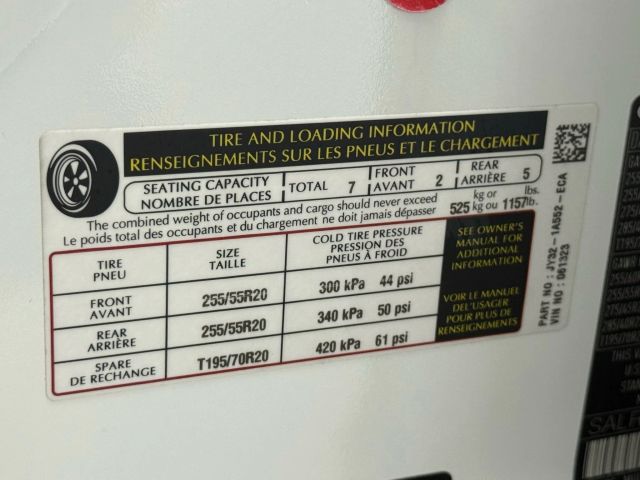 TIRE AND LOADING INFORMATION
RENSEIGNEMENTS SUR LES PNEUS ET LE CHARGEMENT
SEATING CAPACITY
NOMBRE DE PLACES
TOTAL 7
FRONT
AVANT 2
REAR
ARRIÈRE 5
The combined weight of occupants and cargo should never exceed
Le poids total des occupants et du chargement ne doit jamais dépasser
525 kg or
kg ou 1157 lbs.
lb.
TIRE
PNEU
SIZE
TAILLE
COLD TIRE PRESSURE
PRESSION DES
PNEUS À FROID
FRONT
AVANT
255/55R20
300 kPa 44 psi
REAR
ARRIÈRE
255/55R20
340 kPa 50 psi
SPARE
DE RECHANGE
T195/70R20
420 kPa 61 psi
SEE OWNER'S
MANUAL FOR
ADDITIONAL
INFORMATION
VOIR LE MANUEL
DEL'USAGER
POUR PLUS DE
RENSEIGNEMENTS
PART NO : JY32-1A552-ECA
VIN NO : 061323